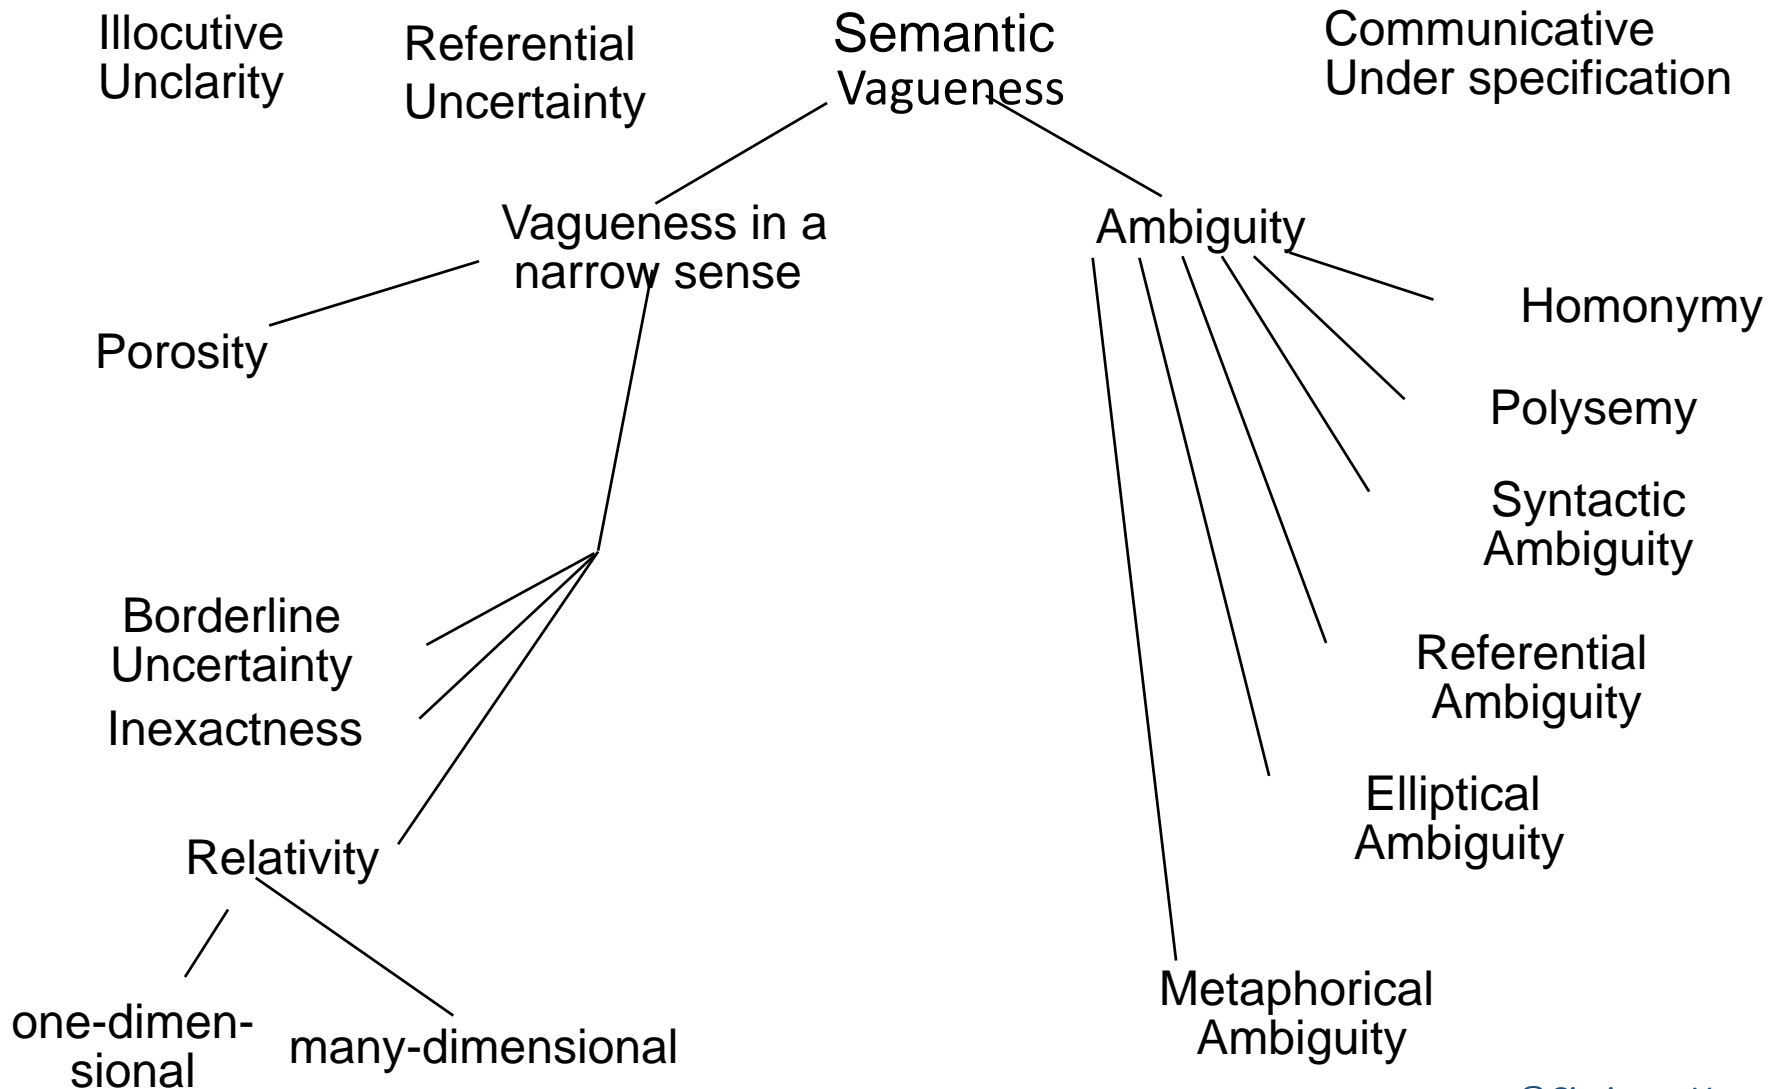 Illocutive
Unclarity
Referential
Uncertainty
Semantic
Vagueness
Communicative
Under specification
Vagueness in a
narrow sense
Ambiguity
Porosity
Homonymy
Polysemy
Syntactic
Ambiguity
Borderline
Uncertainty
Inexactness
Referential
Ambiguity
Elliptical
Ambiguity
Relativity
one-dimen-
sional
many-dimensional
Metaphorical
Ambiguity